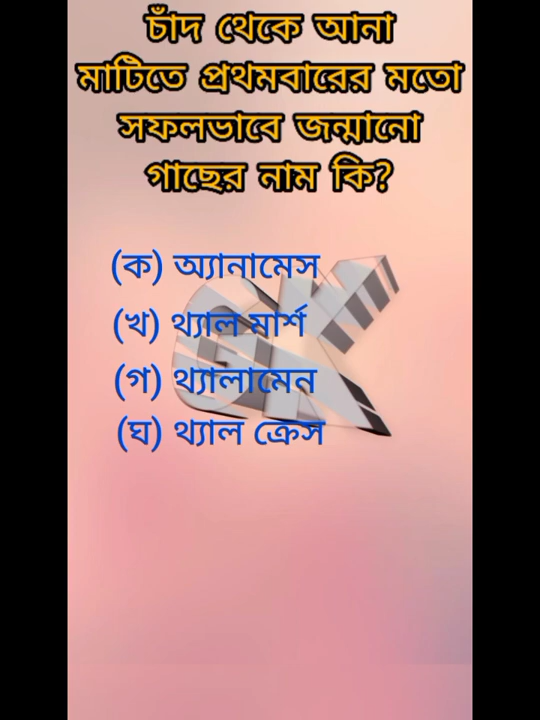 চাঁদ থেকে আনা
মাটিতে প্রথমবারের মতো
সফলভাবে জন্মানো
গাছের নাম কি?
(ক) অ্যানামেস
(খ) থ্যাল মার্শ
(গ) থ্যালামেন
(ঘ) থ্যাল ক্রেস